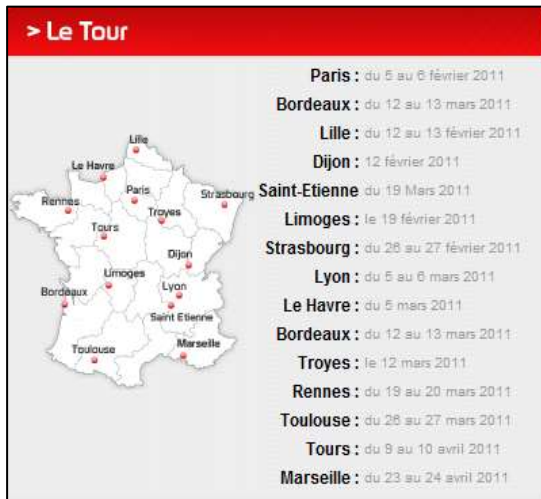 > Le Tour
Paris : du 5 au 6 février 2011
Bordeaux : du 12 au 13 mars 2011
Lille : du 12 au 13 février 2011
Dijon : 12 février 2011
Saint-Etienne du 19 Mars 2011
Limoges : le 19 février 2011
Strasbourg : du 26 au 27 février 2011
Lyon : du 5 au 6 mars 2011
Le Havre : du 5 mars 2011
Bordeaux : du 12 au 13 mars 2011
Troyes : le 12 mars 2011
Rennes : du 19 au 20 mars 2011
Toulouse : du 26 au 27 mars 2011
Tours : du 9 au 10 avril 2011
Marseille : du 23 au 24 avril 2011
Lille
Le Havre
Paris
Strasbourg
Rennes
Troyes
Tours
Dijon
Limoges
Bordeaux
Lyon
Saint Etienne
Toulouse
Marseille